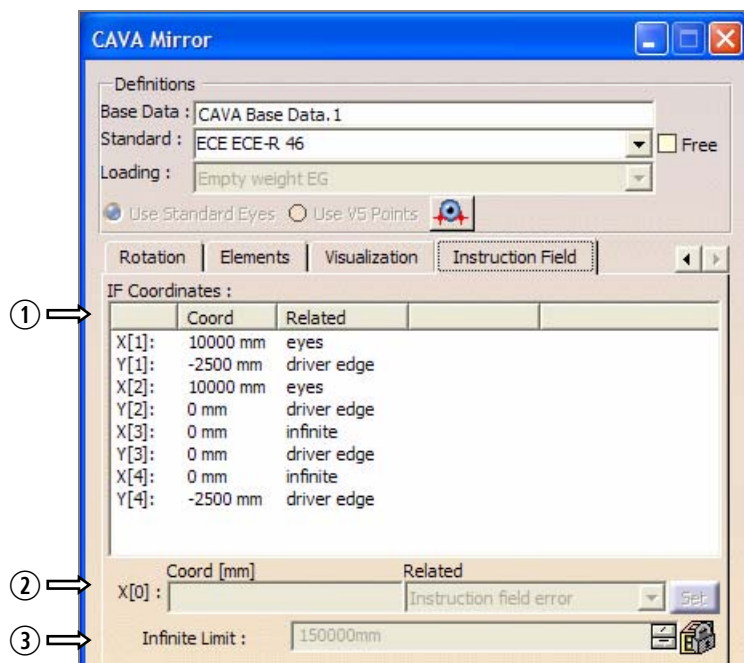 CAVA Mirror
Definitions
Base Data : CAVA Base Data.1
Standard : ECE ECE-R 46 Free
Loading : Empty weight EG
Use Standard Eyes Use V5 Points
Rotation Elements Visualization Instruction Field
IF Coordinates :
1
Coord Related
X[1]: 10000 mm eyes
Y[1]: -2500 mm driver edge
X[2]: 10000 mm eyes
Y[2]: 0 mm driver edge
X[3]: 0 mm infinite
Y[3]: 0 mm driver edge
X[4]: 0 mm infinite
Y[4]: -2500 mm driver edge
Coord [mm] Related
2 X[0] : Instruction field error Set
3 Infinite Limit : 150000mm